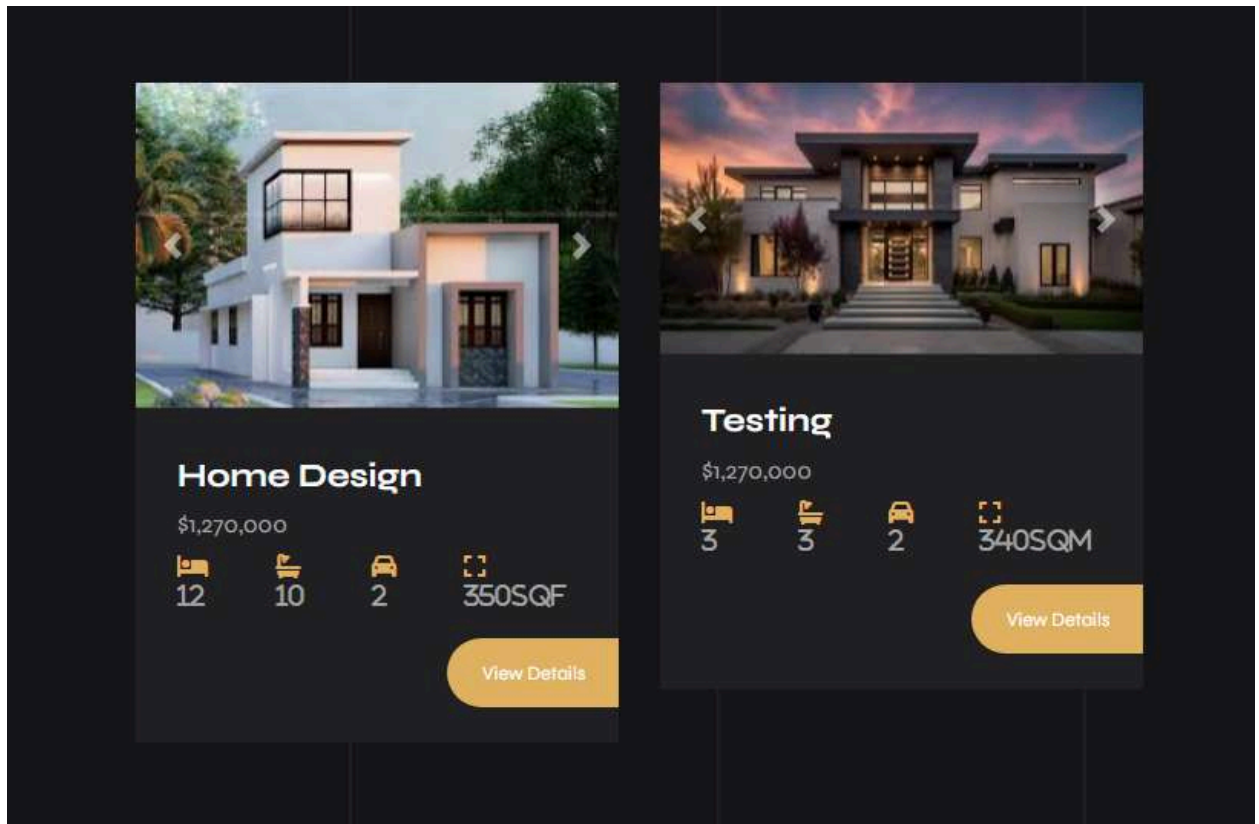 Home Design
$1,270,000
12 10 2 350SQF
View Details
Testing
$1,270,000
3 3 2 340SQM
View Details